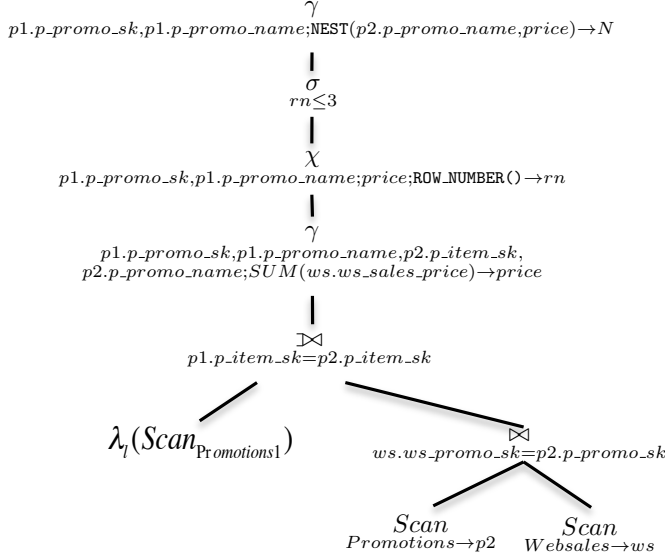 γ
p1.p_promo_sk,p1.p_promo_name;NEST(p2.p_promo_name,price)→N
σ
rn≤3
χ
p1.p_promo_sk,p1.p_promo_name;price;ROW_NUMBER()→rn
γ
p1.p_promo_sk,p1.p_promo_name,p2.p_item_sk,
p2.p_promo_name;SUM(ws.ws_sales_price)→price
⟕
p1.p_item_sk=p2.p_item_sk
λₗ(Scan_Promotions1)
⋈
ws.ws_promo_sk=p2.p_promo_sk
Scan Scan
Promotions→p2 Websales→ws